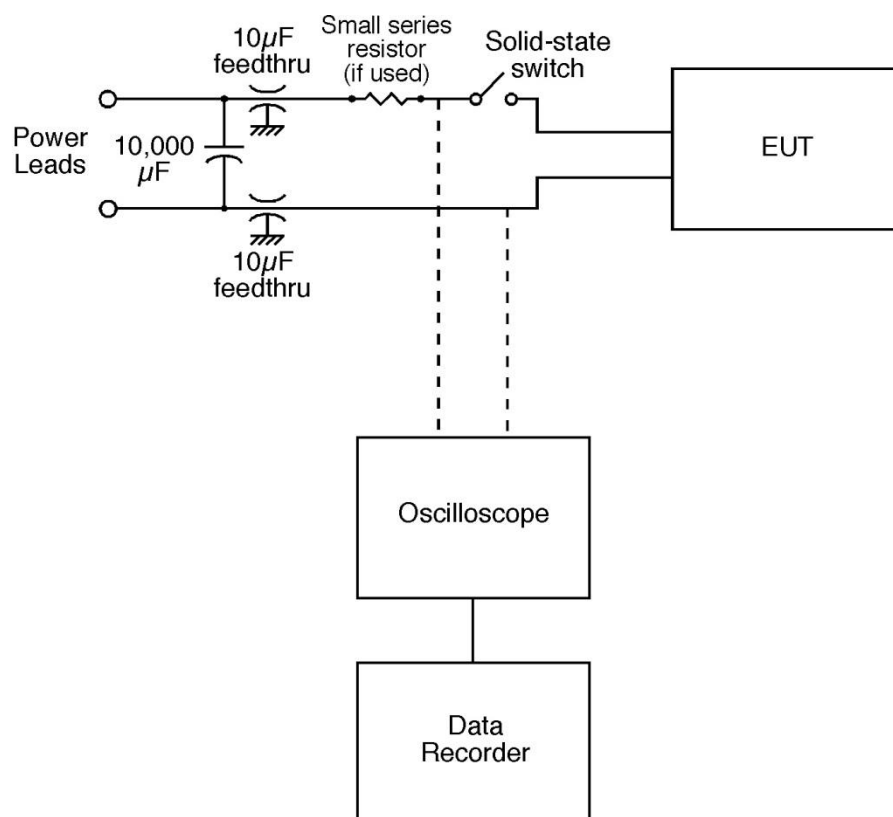 10μF
feedthru
Small series
resistor
(if used)
Solid-state
switch
Power
Leads
10,000
μF
EUT
10μF
feedthru
Oscilloscope
Data
Recorder